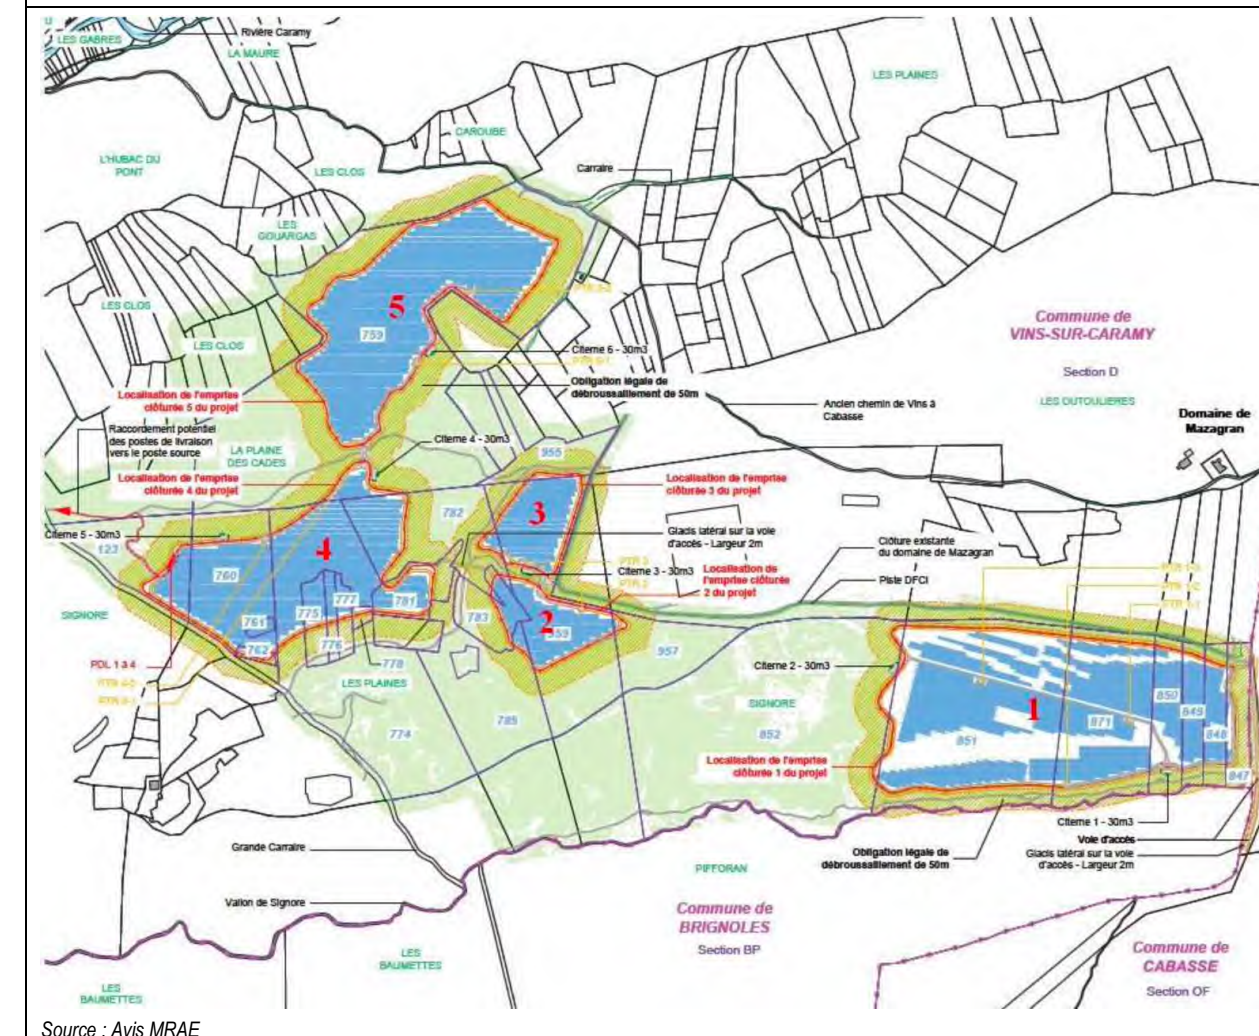 LES GABRES
Rivière Caramy
LA MAURE
LES PLAINES
CAROUBE
L'HUBAC DU
PONT
LES CLOS
Carraire
LES
GOUARGAS
LES CLOS
LES CLOS
5
759
Commune de
VINS-SUR-CARAMY
Section D
LES OUTOULIERES
Citerne 6 - 30m3
PTR 5-1
Obligation légale de
débroussaillement de 50m
Localisation de l'emprise
clôturée 5 du projet
Ancien chemin de Vins à
Cabasse
Domaine de
Mazagran
Raccordement potentiel
des postes de livraison
vers le poste source
LA PLAINE
DES CADES
Citerne 4 - 30m3
955
Localisation de l'emprise
clôturée 4 du projet
Localisation de l'emprise
clôturée 3 du projet
782
3
Glacis latéral sur la voie
d'accès - Largeur 2m
Clôture existante
du domaine de Mazagran
Citerne 5 - 30m3
123
4
760
PTR 3
Citerne 3 - 30m3
PTR 2
Localisation de l'emprise
clôturée 2 du projet
Piste DFCI
SIGNORE
761
775
777
781
783
2
762
776
778
957
PDL 1 à 4
LES PLAINES
Citerne 2 - 30m3
SIGNORE
774
785
852
1
851
871
850
849
848
847
Localisation de l'emprise
clôturée 1 du projet
Citerne 1 - 30m3
Voie d'accès
Glacis latéral sur la voie
d'accès - Largeur 2m
Obligation légale de
débroussaillement de 50m
Grande Carraire
PIFFORAN
Vallon de Signore
Commune de
BRIGNOLES
Section BP
Commune de
CABASSE
Section OF
LES
BAUMETTES
LES
BAUMETTES
Source : Avis MRAE